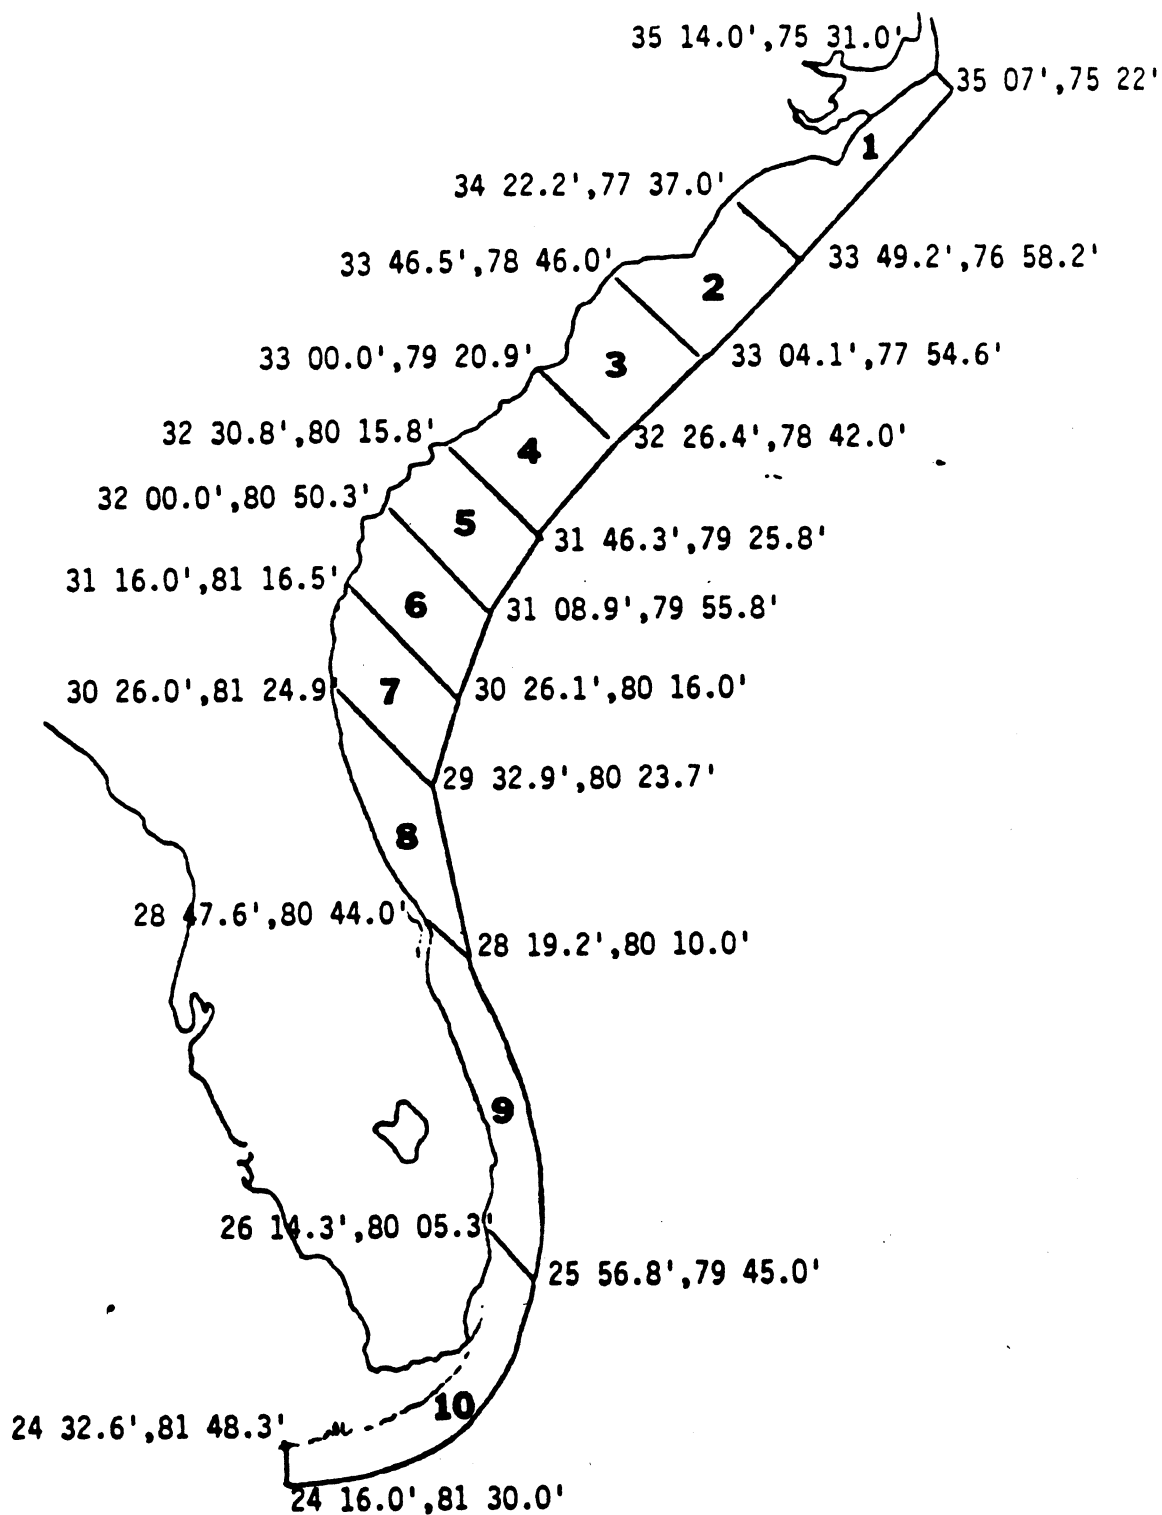 35 14.0',75 31.0'
35 07',75 22'
1
34 22.2',77 37.0'
33 46.5',78 46.0'
33 49.2',76 58.2'
2
33 00.0',79 20.9'
3
33 04.1',77 54.6'
32 30.8',80 15.8'
4
32 26.4',78 42.0'
32 00.0',80 50.3'
5
31 46.3',79 25.8'
31 16.0',81 16.5'
6
31 08.9',79 55.8'
30 26.0',81 24.9'
7
30 26.1',80 16.0'
29 32.9',80 23.7'
8
28 47.6',80 44.0'
28 19.2',80 10.0'
9
26 14.3',80 05.3'
25 56.8',79 45.0'
10
24 32.6',81 48.3'
24 16.0',81 30.0'